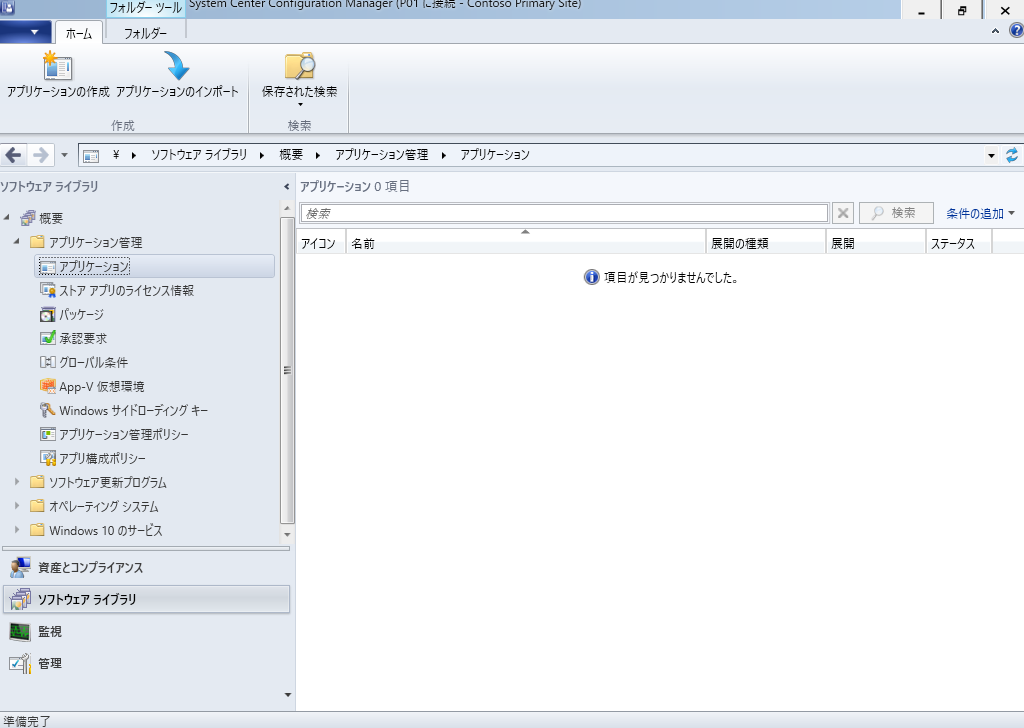 フォルダー ツール
System Center Configuration Manager (P01 に接続 - Contoso Primary Site)
ホーム
フォルダー
アプリケーションの作成
アプリケーションのインポート
保存された検索
作成
検索
¥
ソフトウェア ライブラリ
概要
アプリケーション管理
アプリケーション
ソフトウェア ライブラリ
アプリケーション 0 項目
検索
検索
条件の追加
アイコン
名前
展開の種類
展開
ステータス
項目が見つかりませんでした。
概要
アプリケーション管理
アプリケーション
ストア アプリのライセンス情報
パッケージ
承認要求
グローバル条件
App-V 仮想環境
Windows サイドローディング キー
アプリケーション管理ポリシー
アプリ構成ポリシー
ソフトウェア更新プログラム
オペレーティング システム
Windows 10 のサービス
資産とコンプライアンス
ソフトウェア ライブラリ
監視
管理
準備完了